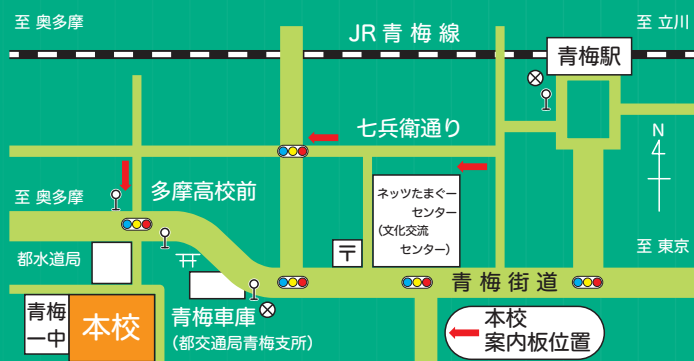 至 奥多摩
JR 青 梅 線
至 立川
青梅駅
七兵衛通り
N
至 奥多摩
多摩高校前
ネッツたまぐー
センター
(文化交流
センター)
〒
都水道局
至 東京
青 梅 街 道
青梅
一中
本校
青梅車庫
(都交通局青梅支所)
本校
案内板位置